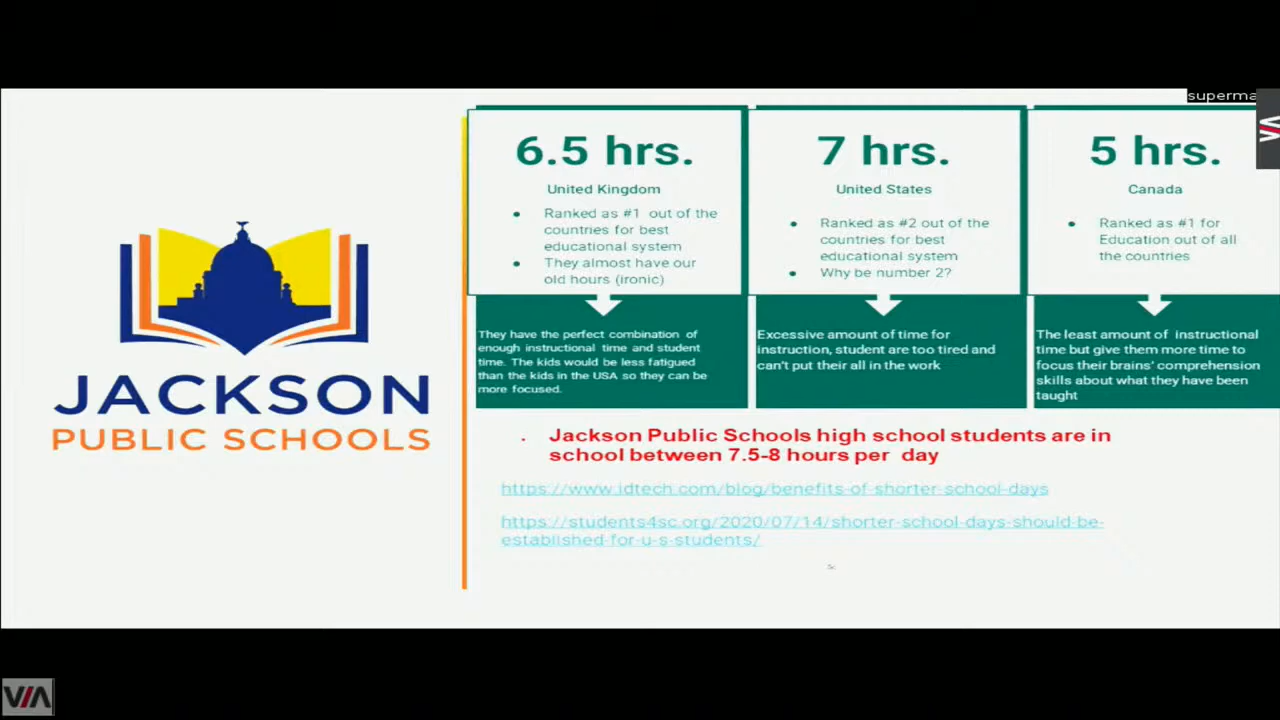 superma
VIA
JACKSON
PUBLIC SCHOOLS
6.5 hrs.
United Kingdom
● Ranked as #1 out of the
countries for best
educational system
● They almost have our
old hours (ironic)
They have the perfect combination of
enough instructional time and student
time. The kids would be less fatigued
than the kids in the USA so they can be
more focused.
7 hrs.
United States
● Ranked as #2 out of the
countries for best
educational system
● Why be number 2?
Excessive amount of time for
instruction, student are too tired and
can't put their all in the work
5 hrs.
Canada
● Ranked as #1 for
Education out of all
the countries
The least amount of instructional
time but give them more time to
focus their brains' comprehension
skills about what they have been
taught
. Jackson Public Schools high school students are in
school between 7.5-8 hours per day
https://www.idtech.com/blog/benefits-of-shorter-school-days
https://students4sc.org/2020/07/14/shorter-school-days-should-be-
established-for-u-s-students/
VIA